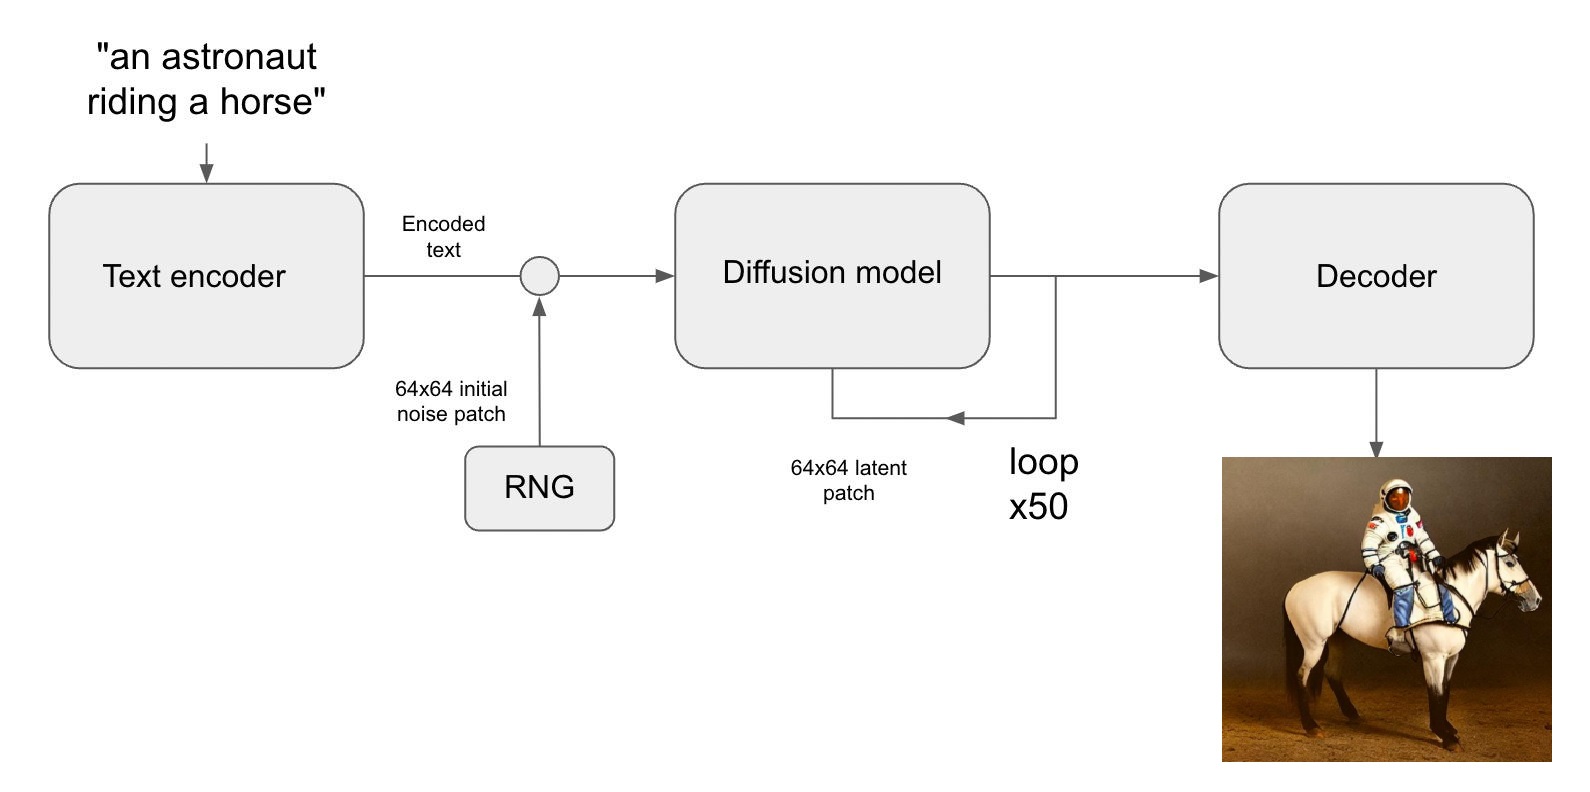 "an astronaut
riding a horse"
Text encoder
Encoded
text
64x64 initial
noise patch
RNG
Diffusion model
64x64 latent
patch
loop
x50
Decoder